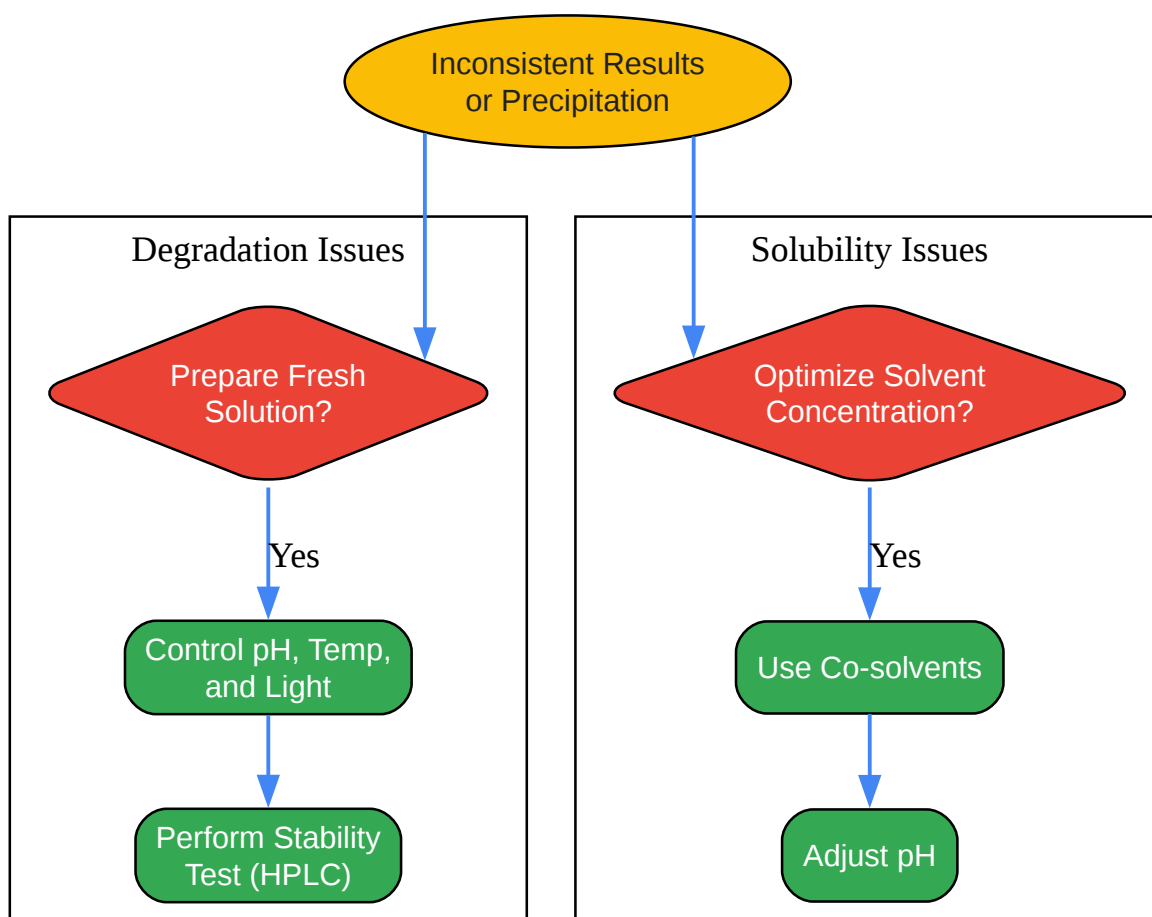 Inconsistent Results
or Precipitation
Degradation Issues
Prepare Fresh
Solution?
Yes
Control pH, Temp,
and Light
Perform Stability
Test (HPLC)
Solubility Issues
Optimize Solvent
Concentration?
Yes
Use Co-solvents
Adjust pH